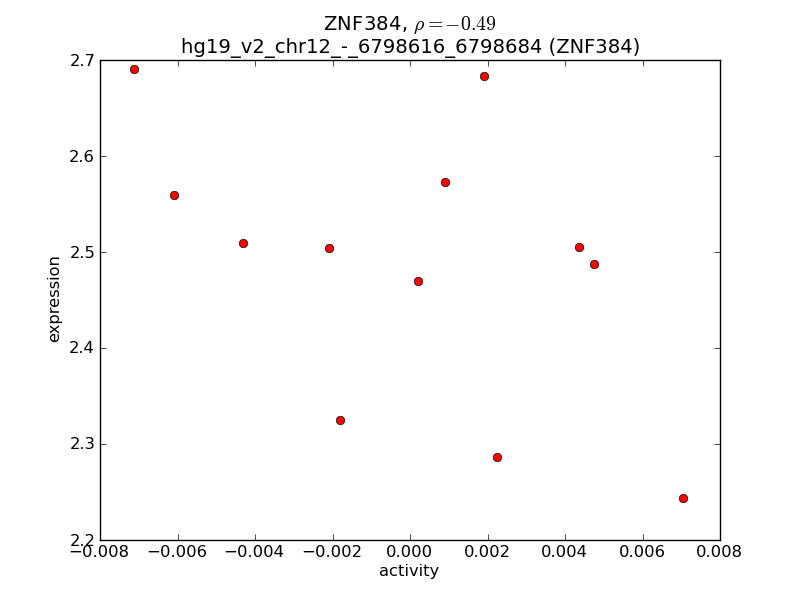 ZNF384, ρ = −0.49
hg19_v2_chr12_-_6798616_6798684 (ZNF384)
2.7
2.6
2.5
2.4
2.3
2.2
expression
−0.008 −0.006 −0.004 −0.002 0.000 0.002 0.004 0.006 0.008
activity